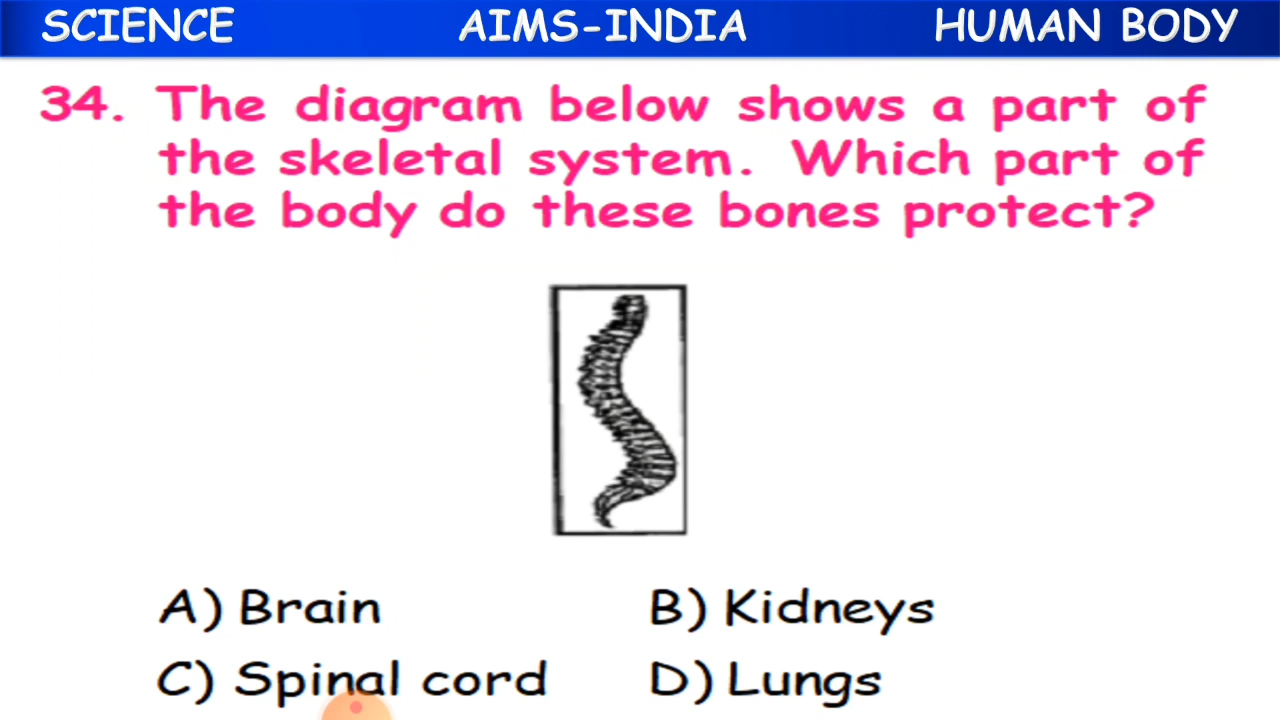 SCIENCE AIMS-INDIA HUMAN BODY
34. The diagram below shows a part of
the skeletal system. Which part of
the body do these bones protect?
A) Brain B) Kidneys
C) Spinal cord D) Lungs